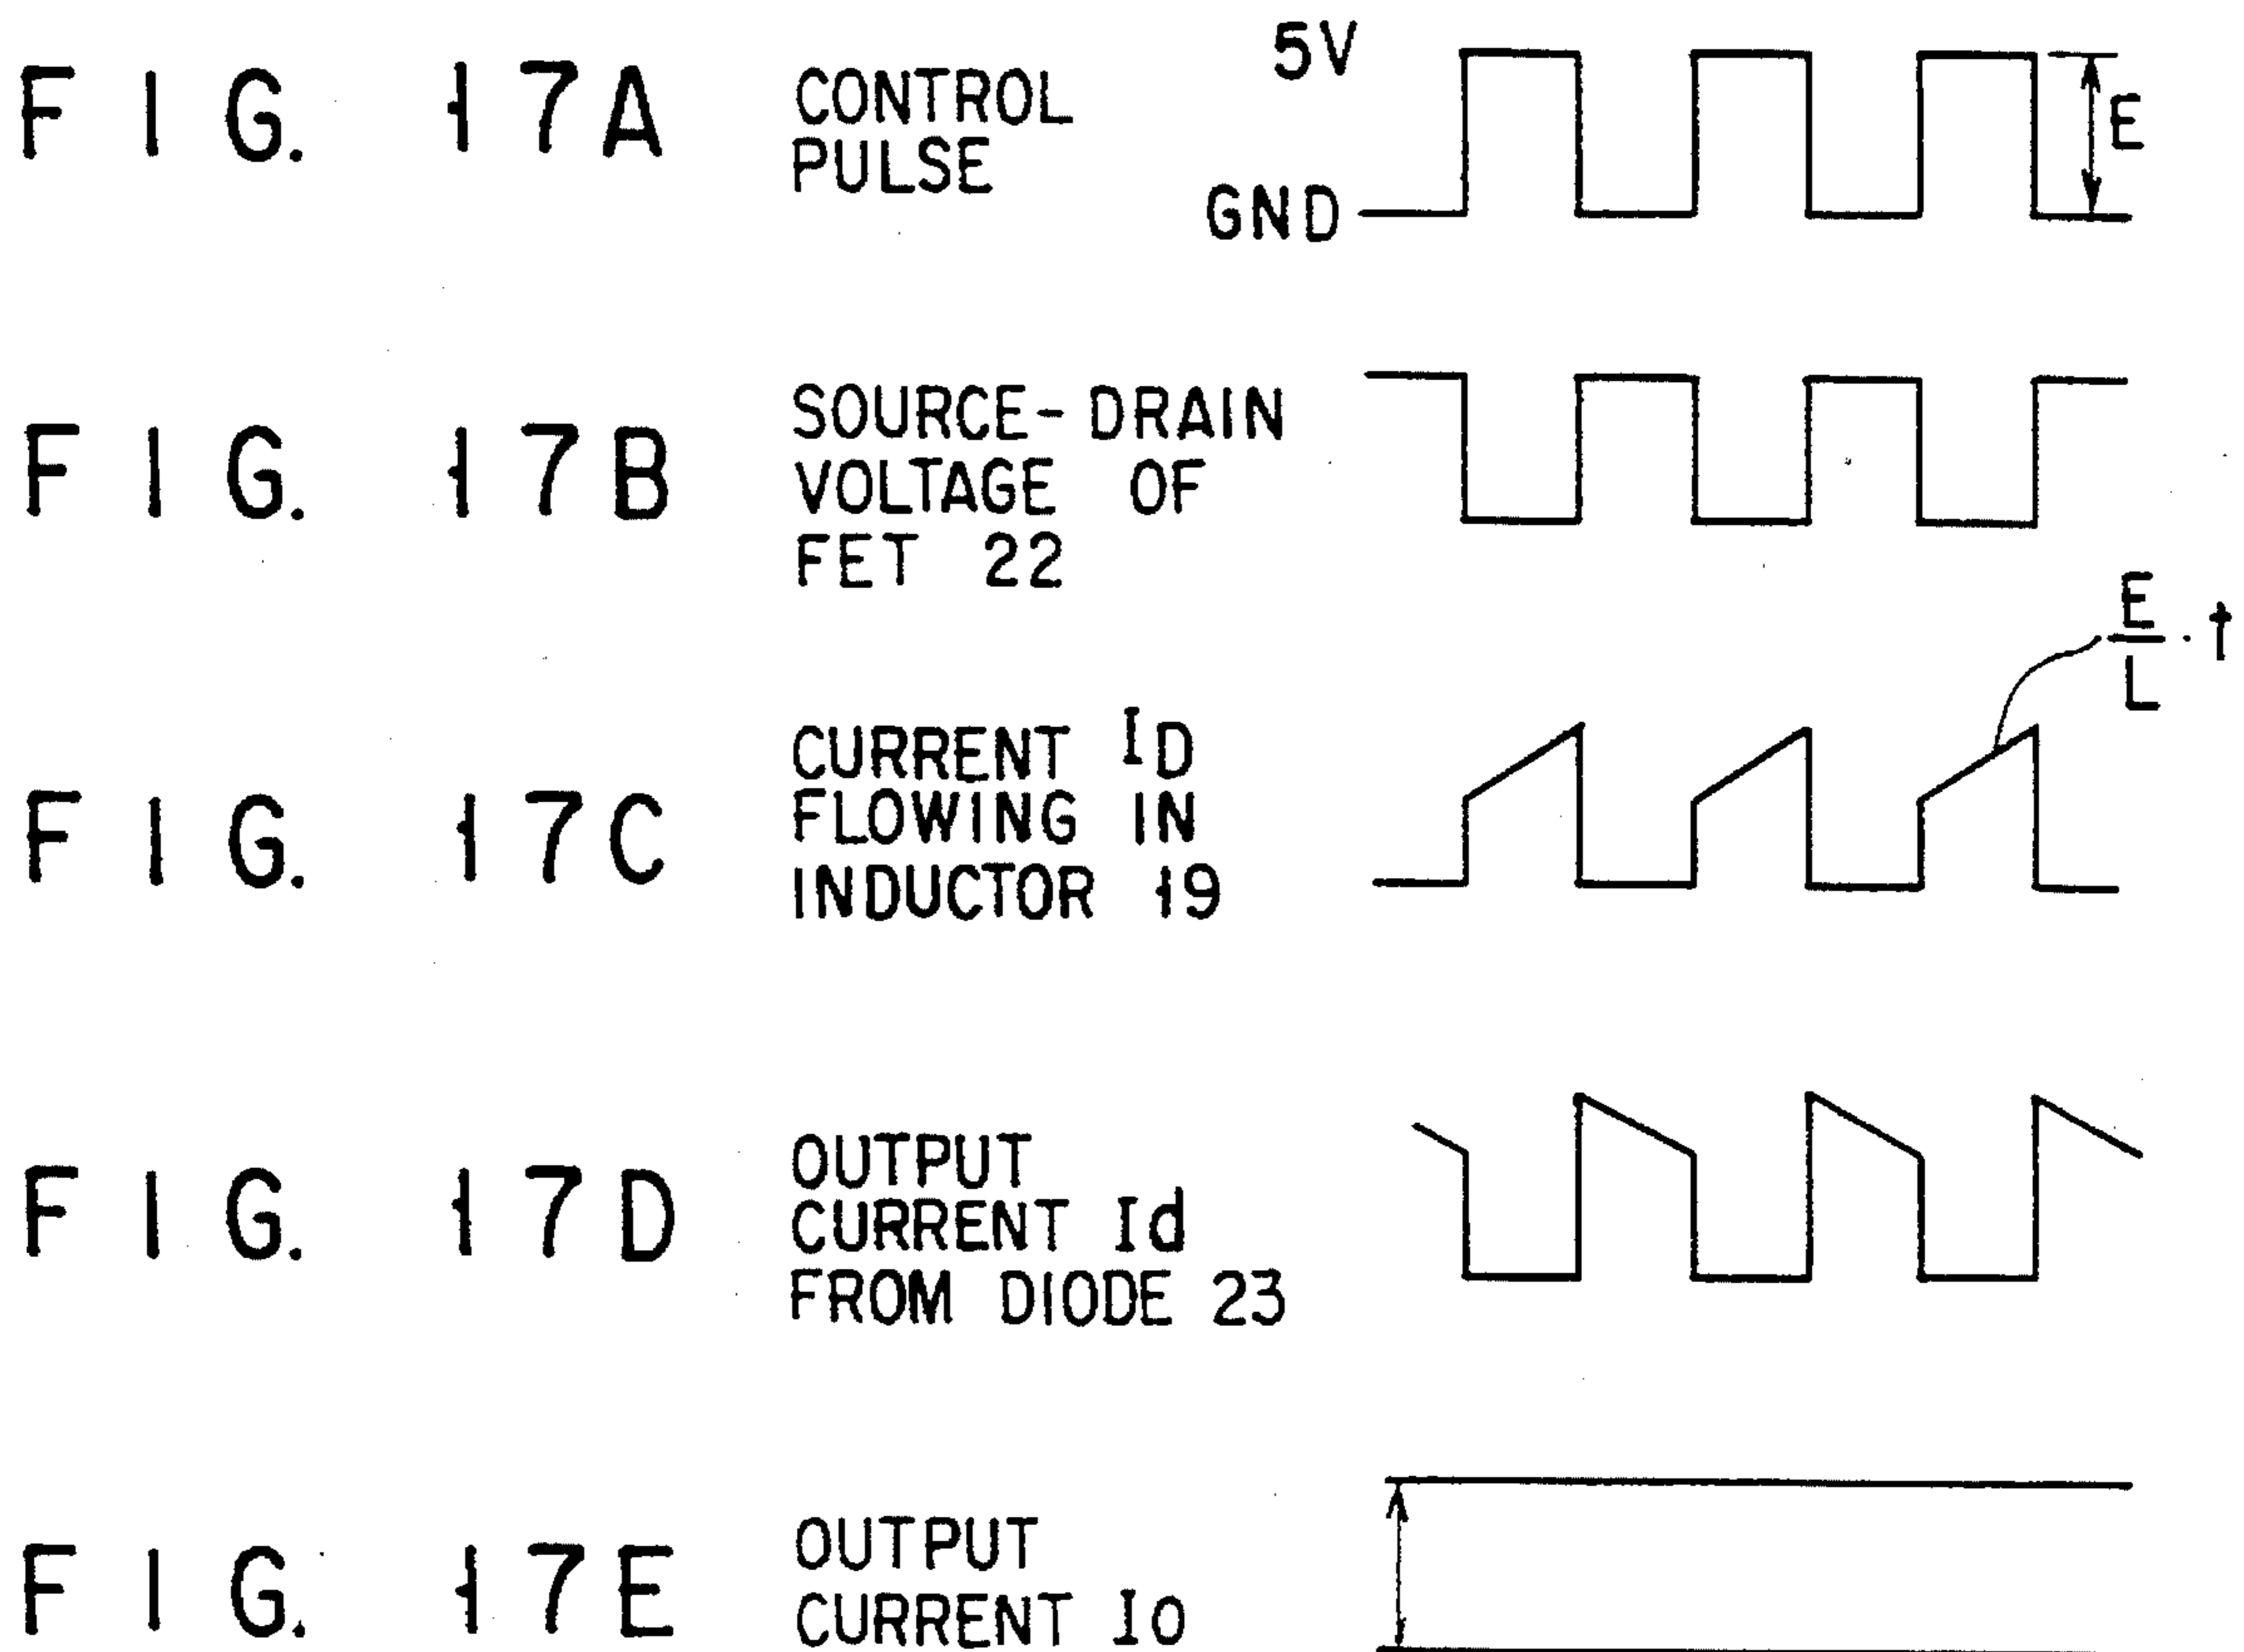 FIG. 17A
CONTROL
PULSE
5V
GND
E
FIG. 17B
SOURCE-DRAIN
VOLTAGE OF
FET 22
FIG. 17C
CURRENT ID
FLOWING IN
INDUCTOR 19
E
L
· t
FIG. 17D
OUTPUT
CURRENT Id
FROM DIODE 23
FIG. 17E
OUTPUT
CURRENT Io